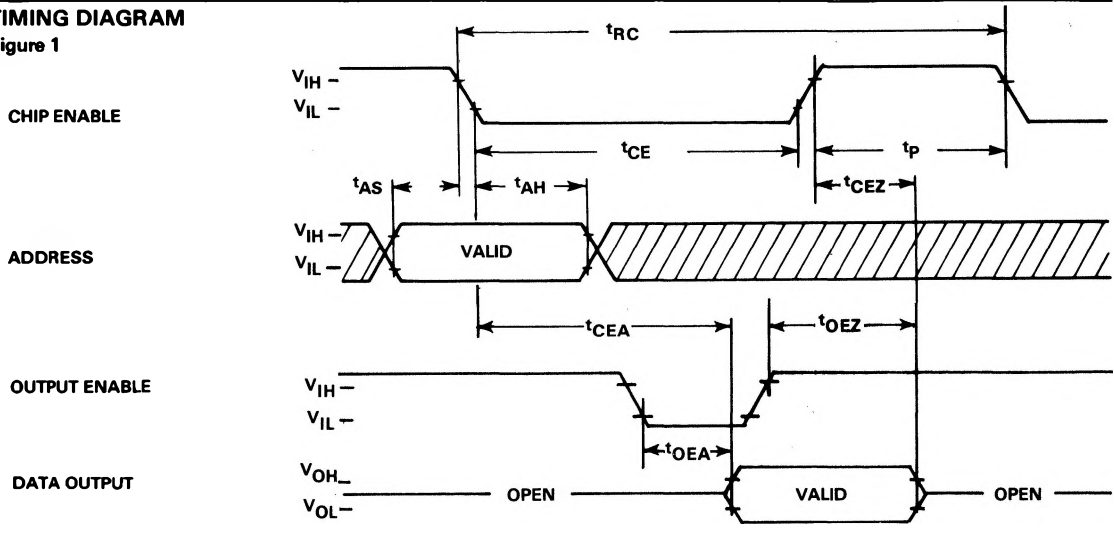 TIMING DIAGRAM
Figure 1
tRC
VIH
VIL
CHIP ENABLE
tCE
tP
tAS
tAH
tCEZ
VIH
VIL
ADDRESS
VALID
tCEA
tOEZ
OUTPUT ENABLE
VIH
VIL
tOEA
DATA OUTPUT
VOH
VOL
OPEN
VALID
OPEN